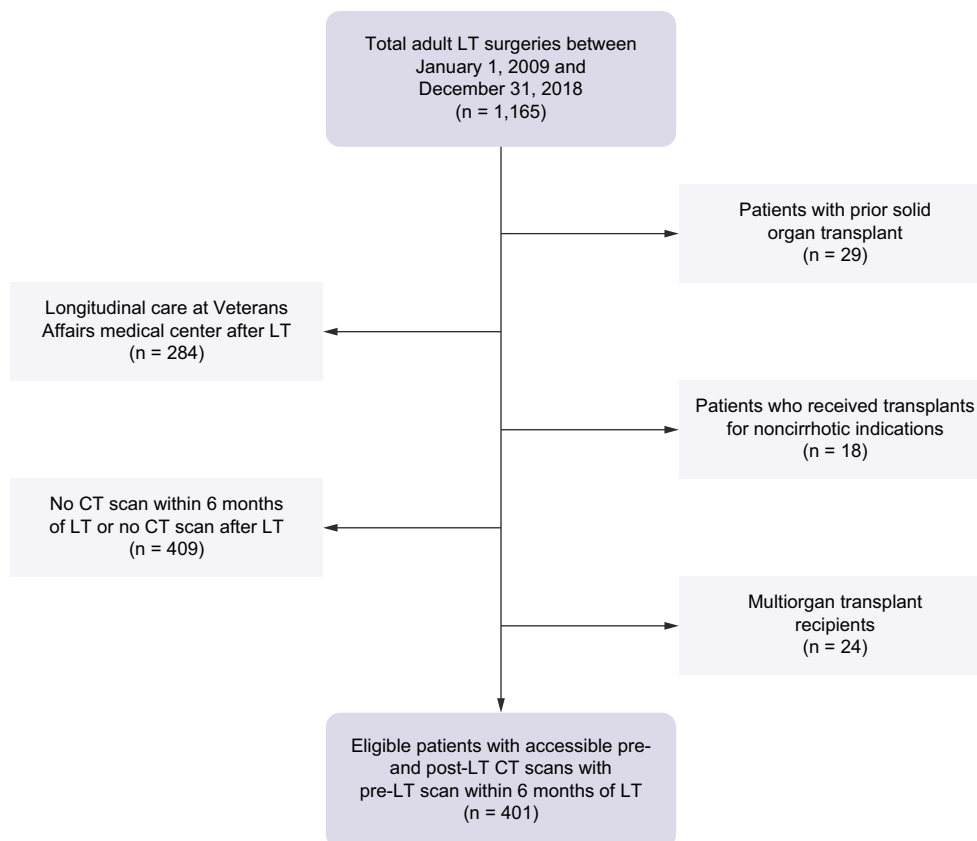 Total adult LT surgeries between
January 1, 2009 and
December 31, 2018
(n = 1,165)
Patients with prior solid
organ transplant
(n = 29)
Longitudinal care at Veterans
Affairs medical center after LT
(n = 284)
Patients who received transplants
for noncirrhotic indications
(n = 18)
No CT scan within 6 months
of LT or no CT scan after LT
(n = 409)
Multiorgan transplant
recipients
(n = 24)
Eligible patients with accessible pre-
and post-LT CT scans with
pre-LT scan within 6 months of LT
(n = 401)